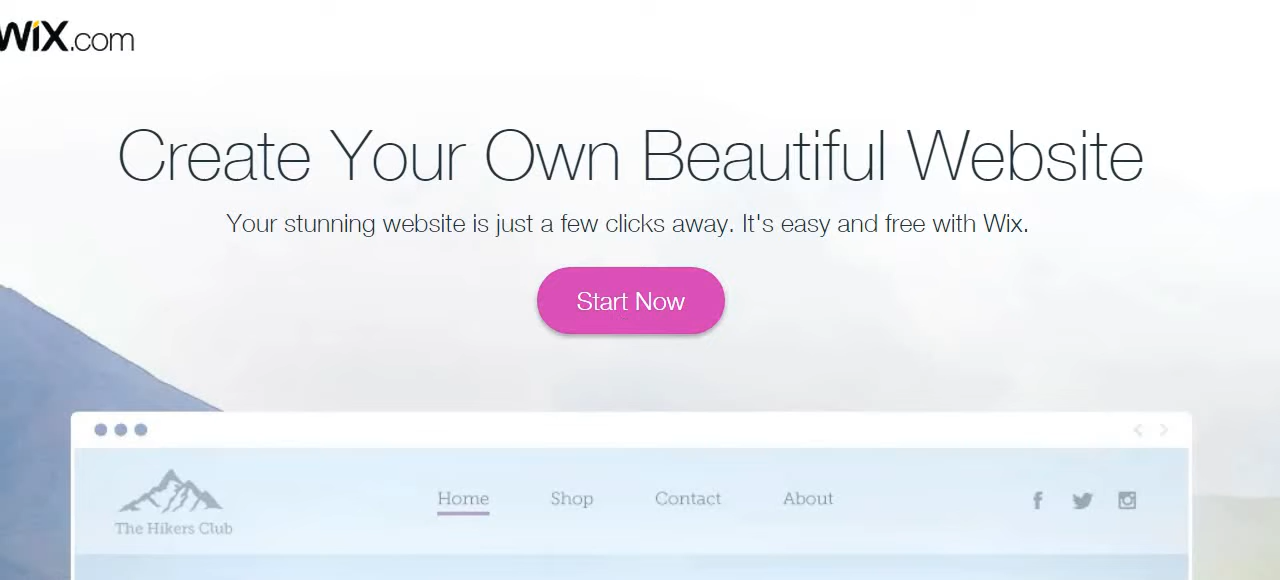 WiX.com
Create Your Own Beautiful Website
Your stunning website is just a few clicks away. It's easy and free with Wix.
Start Now
Home Shop Contact About
The Hikers Club